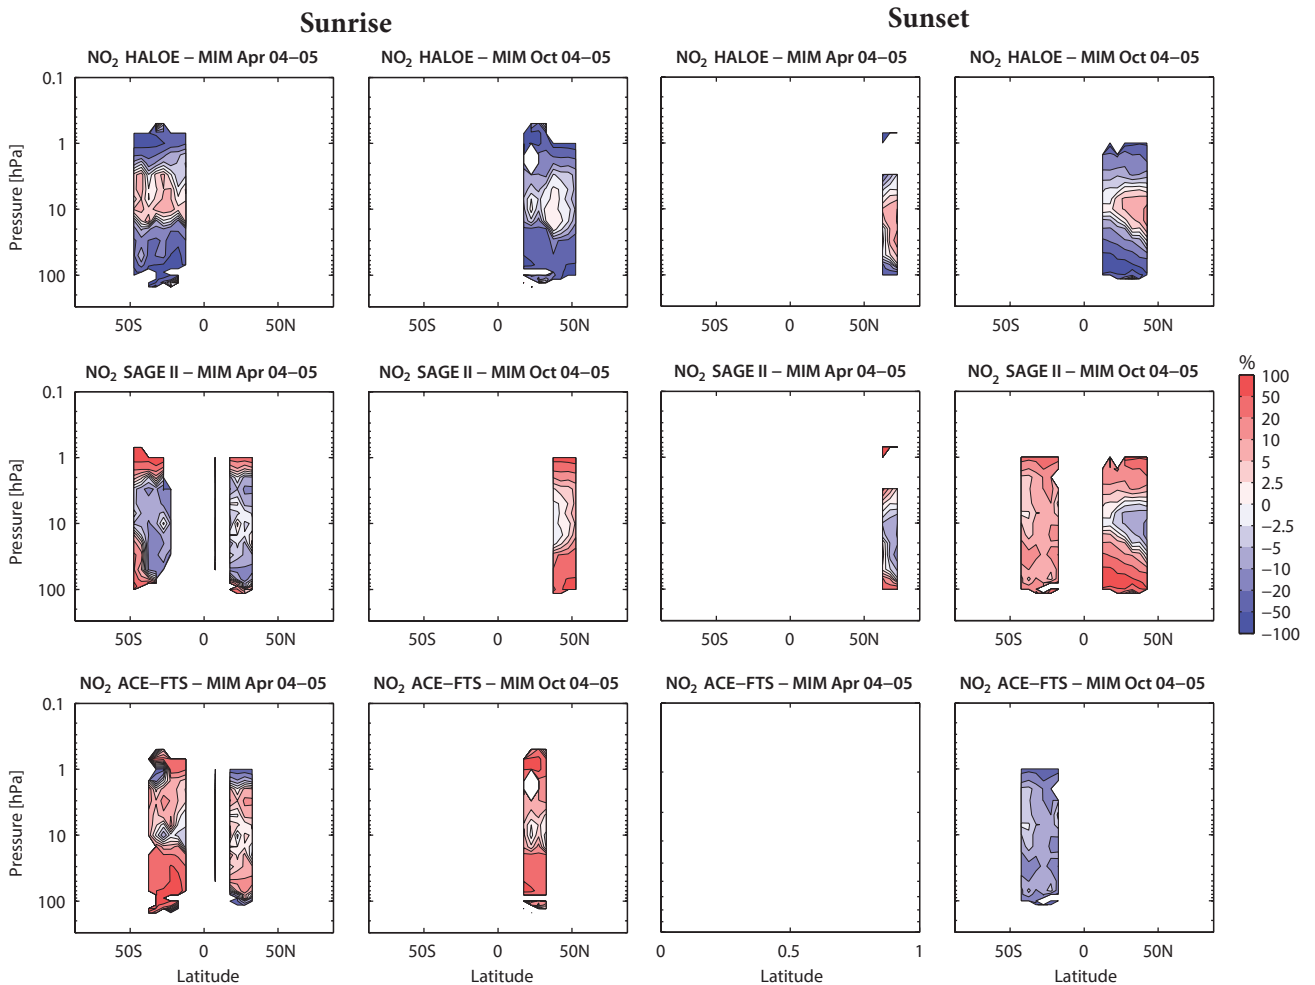 Sunrise
Sunset
NO2 HALOE – MIM Apr 04–05
NO2 HALOE – MIM Oct 04–05
NO2 HALOE – MIM Apr 04–05
NO2 HALOE – MIM Oct 04–05
0.1
1
10
100
Pressure [hPa]
50S 0 50N
50S 0 50N
50S 0 50N
50S 0 50N
NO2 SAGE II – MIM Apr 04–05
NO2 SAGE II – MIM Oct 04–05
NO2 SAGE II – MIM Apr 04–05
NO2 SAGE II – MIM Oct 04–05
0.1
1
10
100
Pressure [hPa]
50S 0 50N
50S 0 50N
50S 0 50N
50S 0 50N
%
100
50
20
10
5
2.5
0
−2.5
−5
−10
−20
−50
−100
NO2 ACE–FTS – MIM Apr 04–05
NO2 ACE–FTS – MIM Oct 04–05
NO2 ACE–FTS – MIM Apr 04–05
NO2 ACE–FTS – MIM Oct 04–05
0.1
1
10
100
Pressure [hPa]
50S 0 50N
50S 0 50N
0 0.5 1
50S 0 50N
Latitude
Latitude
Latitude
Latitude